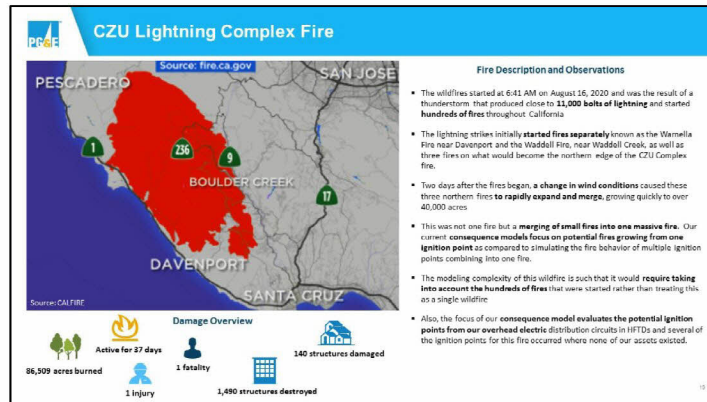 PG&E
CZU Lightning Complex Fire
Source: fire.ca.gov
PESCADERO
SAN JOSE
1
236
9
BOULDER CREEK
17
DAVENPORT
SANTA CRUZ
Source: CALFIRE
Damage Overview
86,509 acres burned
Active for 37 days
1 injury
1 fatality
1,490 structures destroyed
140 structures damaged
Fire Description and Observations
▪ The wildfires started at 6:41 AM on August 16, 2020 and was the result of a
thunderstorm that produced close to 11,000 bolts of lightning and started
hundreds of fires throughout California
▪ The lightning strikes initially started fires separately known as the Warnella
Fire near Davenport and the Waddell Fire, near Waddell Creek, as well as
three fires on what would become the northern edge of the CZU Complex
fire.
▪ Two days after the fires began, a change in wind conditions caused these
three northern fires to rapidly expand and merge, growing quickly to over
40,000 acres
▪ This was not one fire but a merging of small fires into one massive fire. Our
current consequence models focus on potential fires growing from one
ignition point as compared to simulating the fire behavior of multiple ignition
points combining into one fire.
▪ The modeling complexity of this wildfire is such that it would require taking
into account the hundreds of fires that were started rather than treating this
as a single wildfire
▪ Also, the focus of our consequence model evaluates the potential ignition
points from our overhead electric distribution circuits in HFTDs and several of
the ignition points for this fire occurred where none of our assets existed.